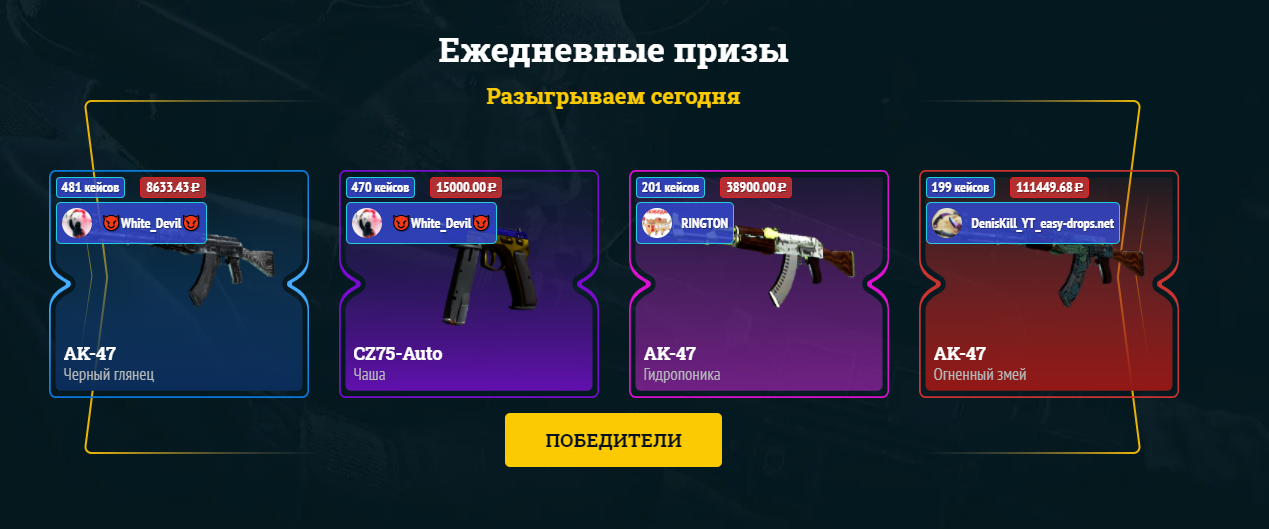 Ежедневные призы
Разыгрываем сегодня
481 кейсов 8633.43 ₽
😈White_Devil😈
AK-47
Черный глянец
470 кейсов 15000.00 ₽
😈White_Devil😈
CZ75-Auto
Чаша
201 кейсов 38900.00 ₽
RINGTON
AK-47
Гидропоника
199 кейсов 111449.68 ₽
DenisKill_YT_easy-drops.net
AK-47
Огненный змей
ПОБЕДИТЕЛИ